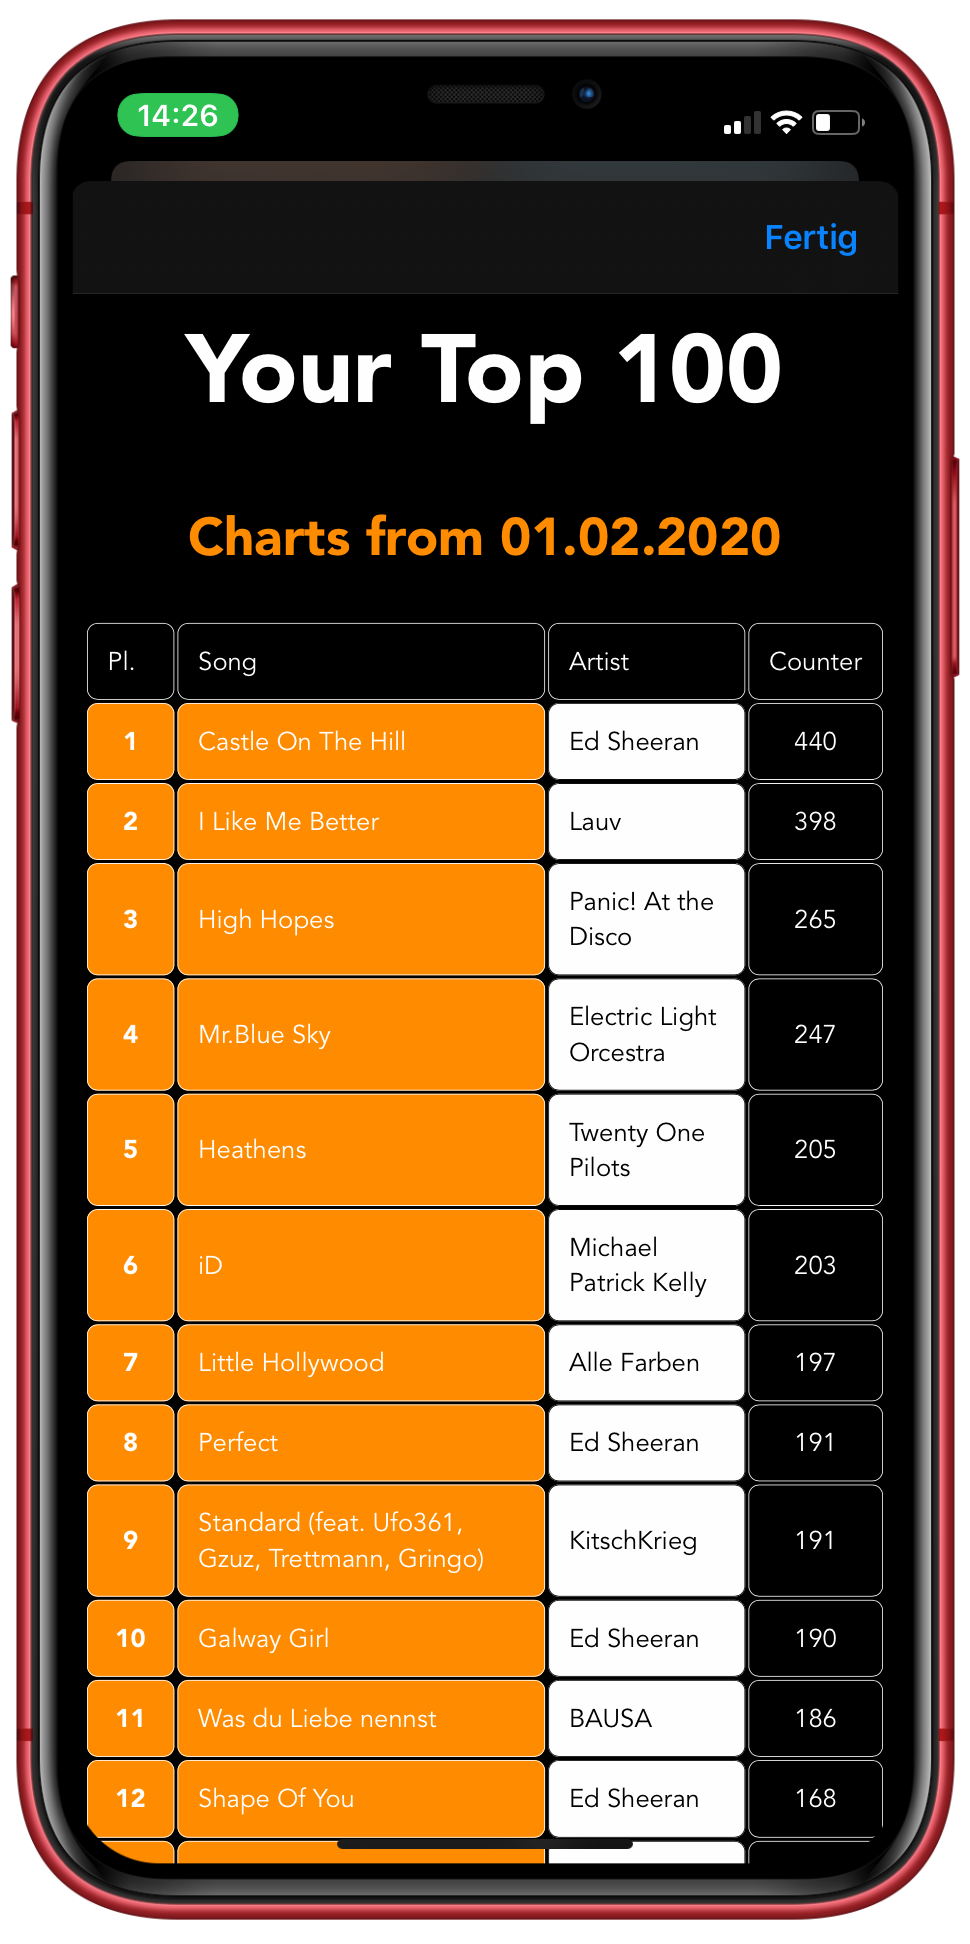 14:26
Fertig
Your Top 100
Charts from 01.02.2020
Pl. Song Artist Counter
1 Castle On The Hill Ed Sheeran 440
2 I Like Me Better Lauv 398
3 High Hopes Panic! At the
Disco 265
4 Mr.Blue Sky Electric Light
Orcestra 247
5 Heathens Twenty One
Pilots 205
6 iD Michael
Patrick Kelly 203
7 Little Hollywood Alle Farben 197
8 Perfect Ed Sheeran 191
9 Standard (feat. Ufo361,
Gzuz, Trettmann, Gringo) KitschKrieg 191
10 Galway Girl Ed Sheeran 190
11 Was du Liebe nennst BAUSA 186
12 Shape Of You Ed Sheeran 168